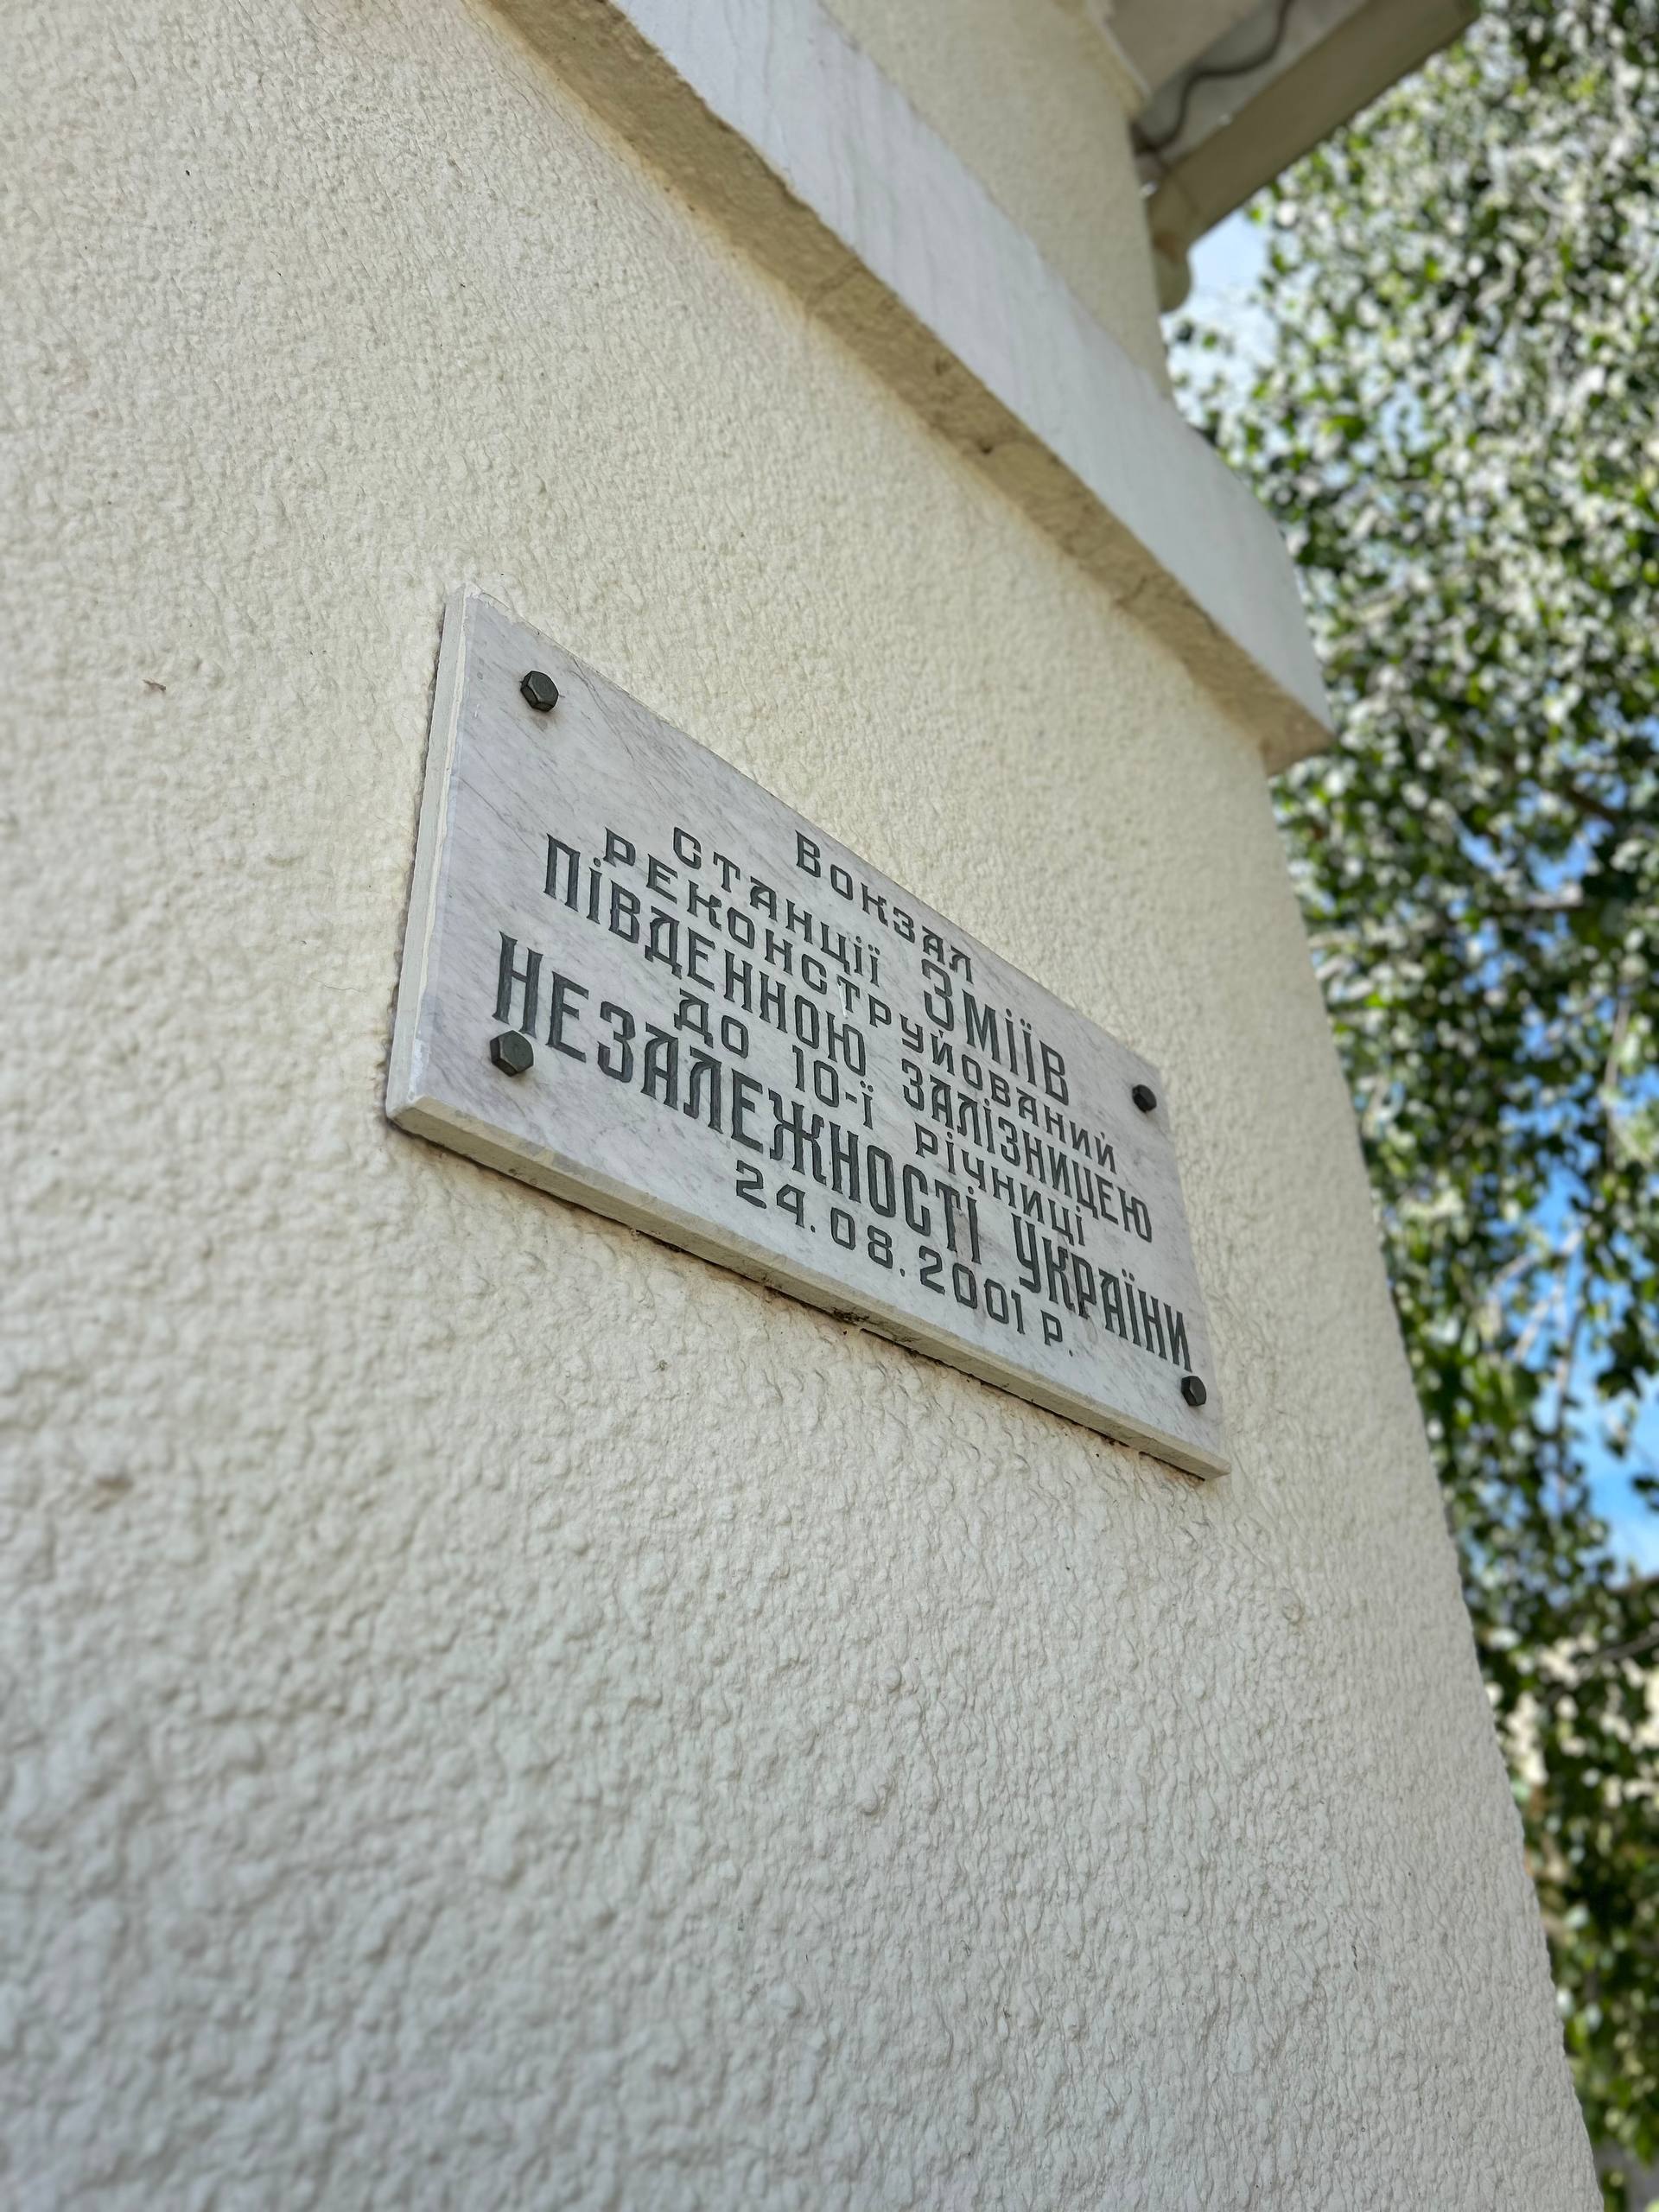 Вокзал
станції Зміїв
реконструйований
Південною залізницею
до 10-ї річниці
Незалежності України
24.08.2001 р.